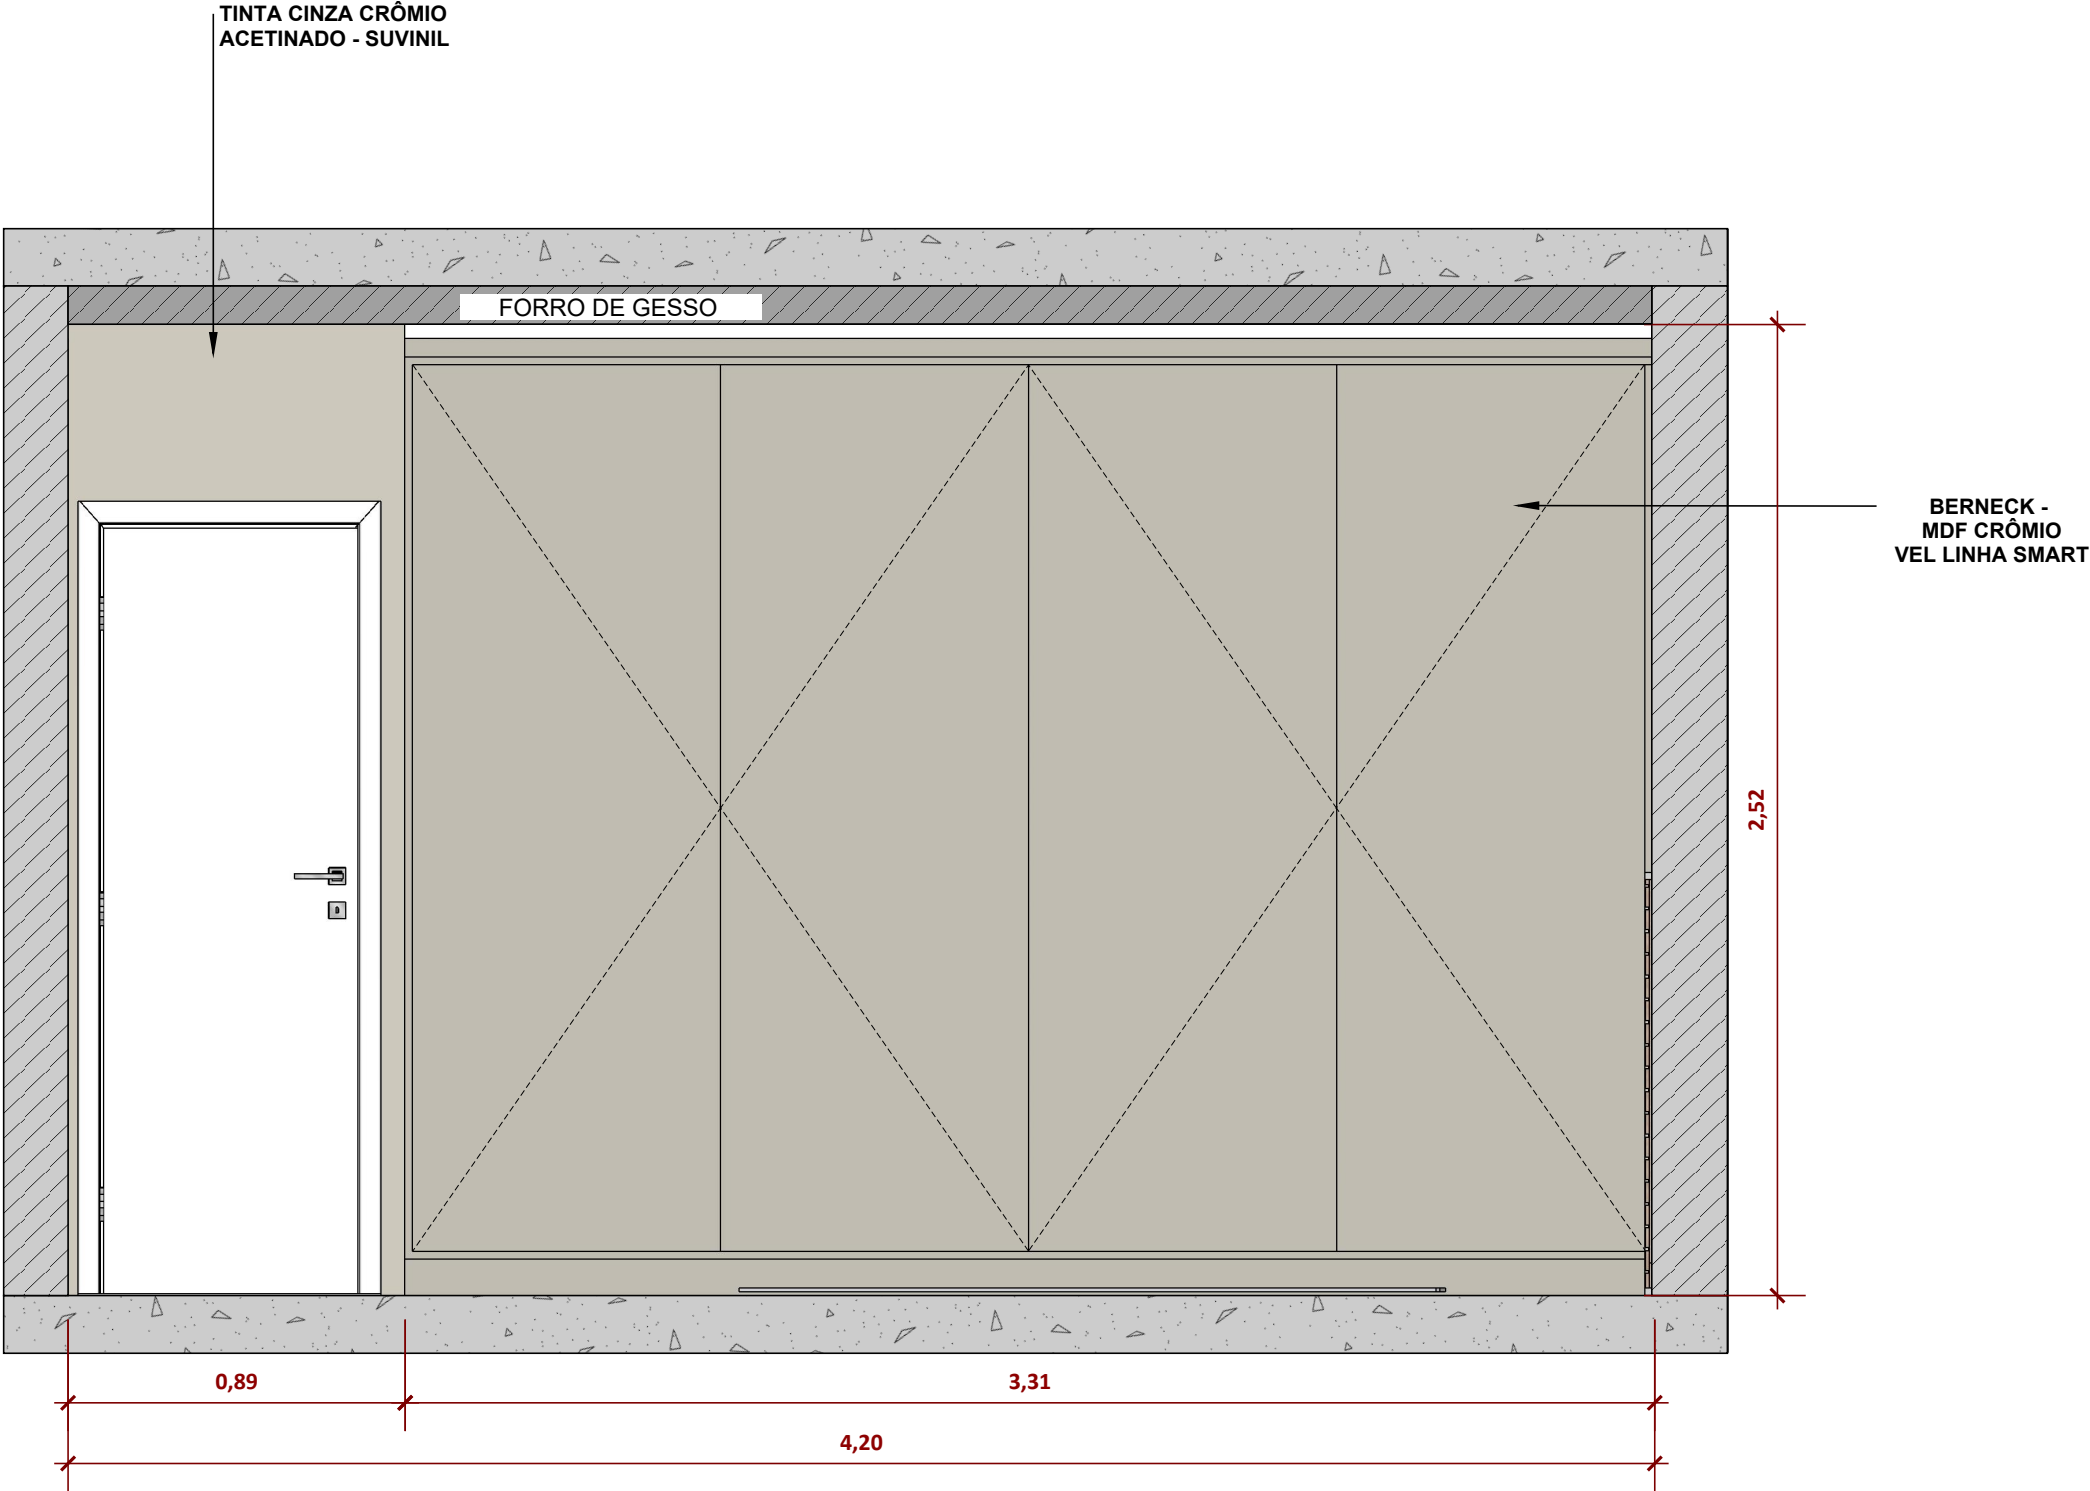 TINTA CINZA CRÔMIO
ACETINADO - SUVINIL
FORRO DE GESSO
BERNECK -
MDF CRÔMIO
VEL LINHA SMART
2,52
0,89
3,31
4,20